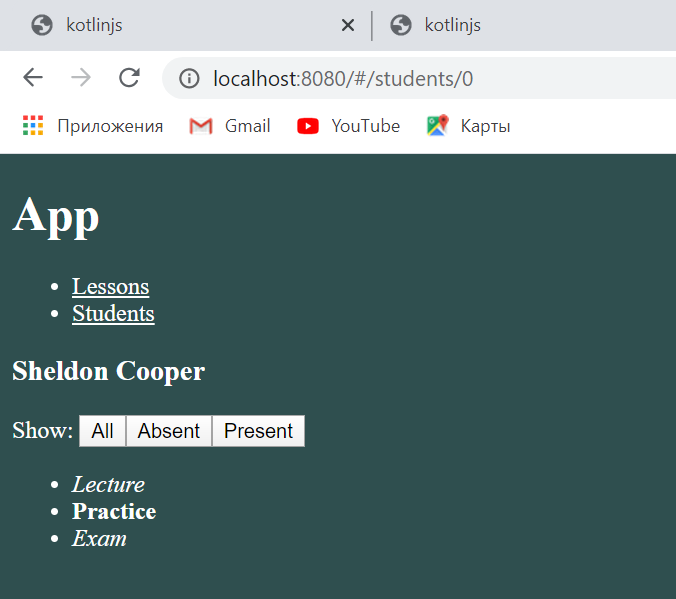 kotlinjs kotlinjs
localhost:8080/#/students/0
Приложения Gmail YouTube Карты
App
Lessons
Students
Sheldon Cooper
Show: All Absent Present
Lecture
Practice
Exam